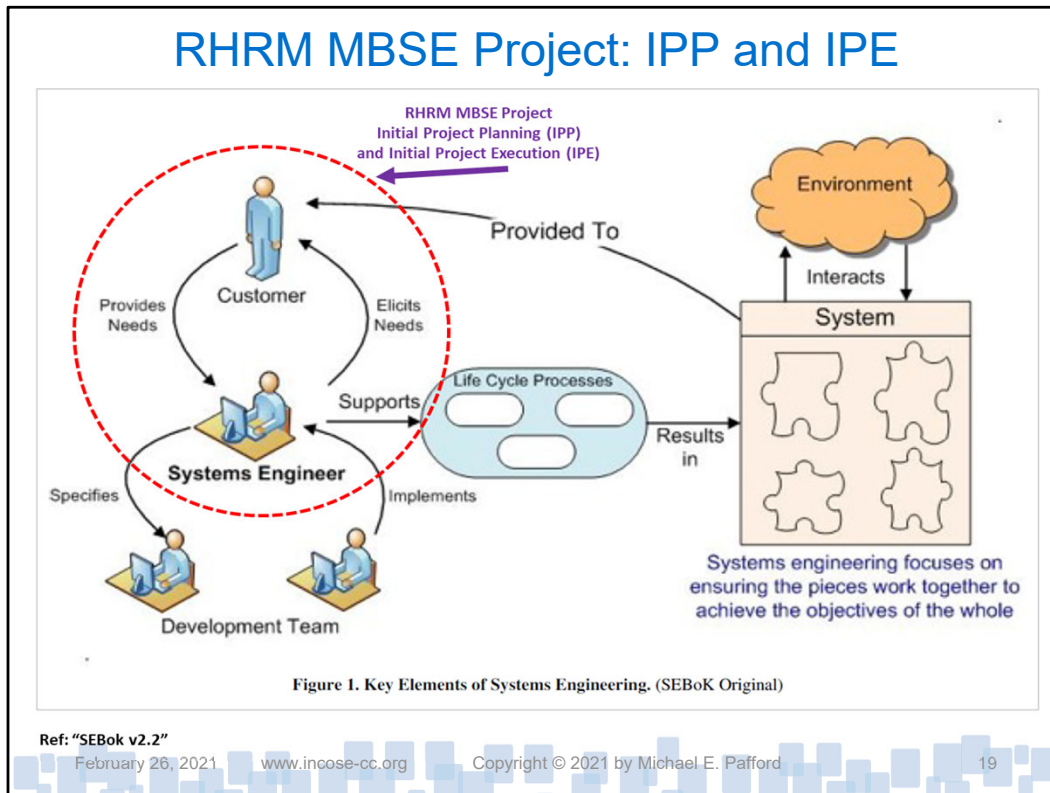 RHRM MBSE Project: IPP and IPE
RHRM MBSE Project
Initial Project Planning (IPP)
and Initial Project Execution (IPE)
Environment
Provided To
Interacts
Customer
Provides
Needs
Elicits
Needs
System
Life Cycle Processes
Supports
Results
in
Systems Engineer
Specifies
Implements
Development Team
Systems engineering focuses on
ensuring the pieces work together to
achieve the objectives of the whole
Figure 1. Key Elements of Systems Engineering. (SEBoK Original)
Ref: “SEBok v2.2”
February 26, 2021 www.incose-cc.org Copyright © 2021 by Michael E. Pafford 19